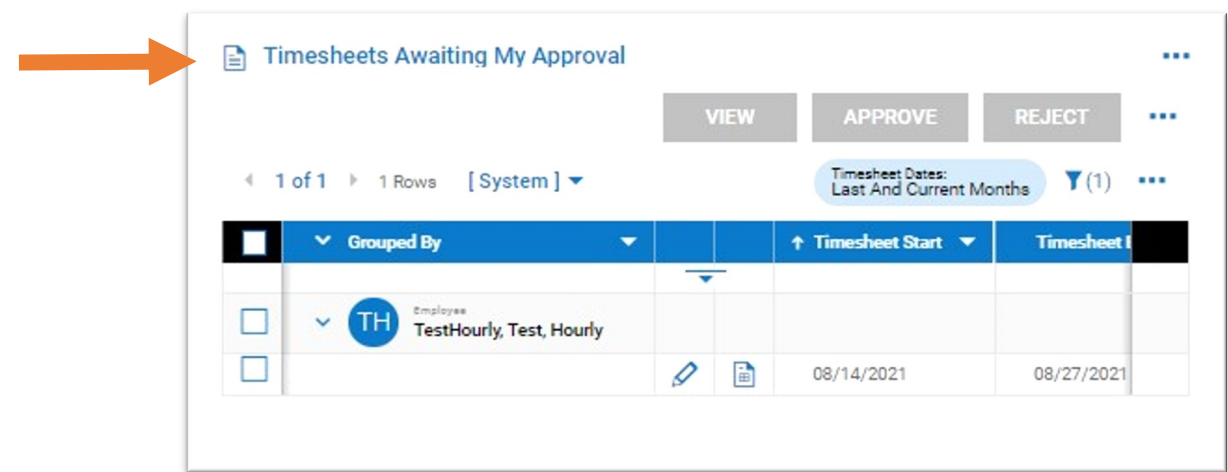 Timesheets Awaiting My Approval
VIEW APPROVE REJECT
1 of 1 1 Rows [ System ] Timesheet Dates: (1)
Last And Current Months
Grouped By Timesheet Start Timesheet
TH Employee
TestHourly, Test, Hourly
08/14/2021 08/27/2021